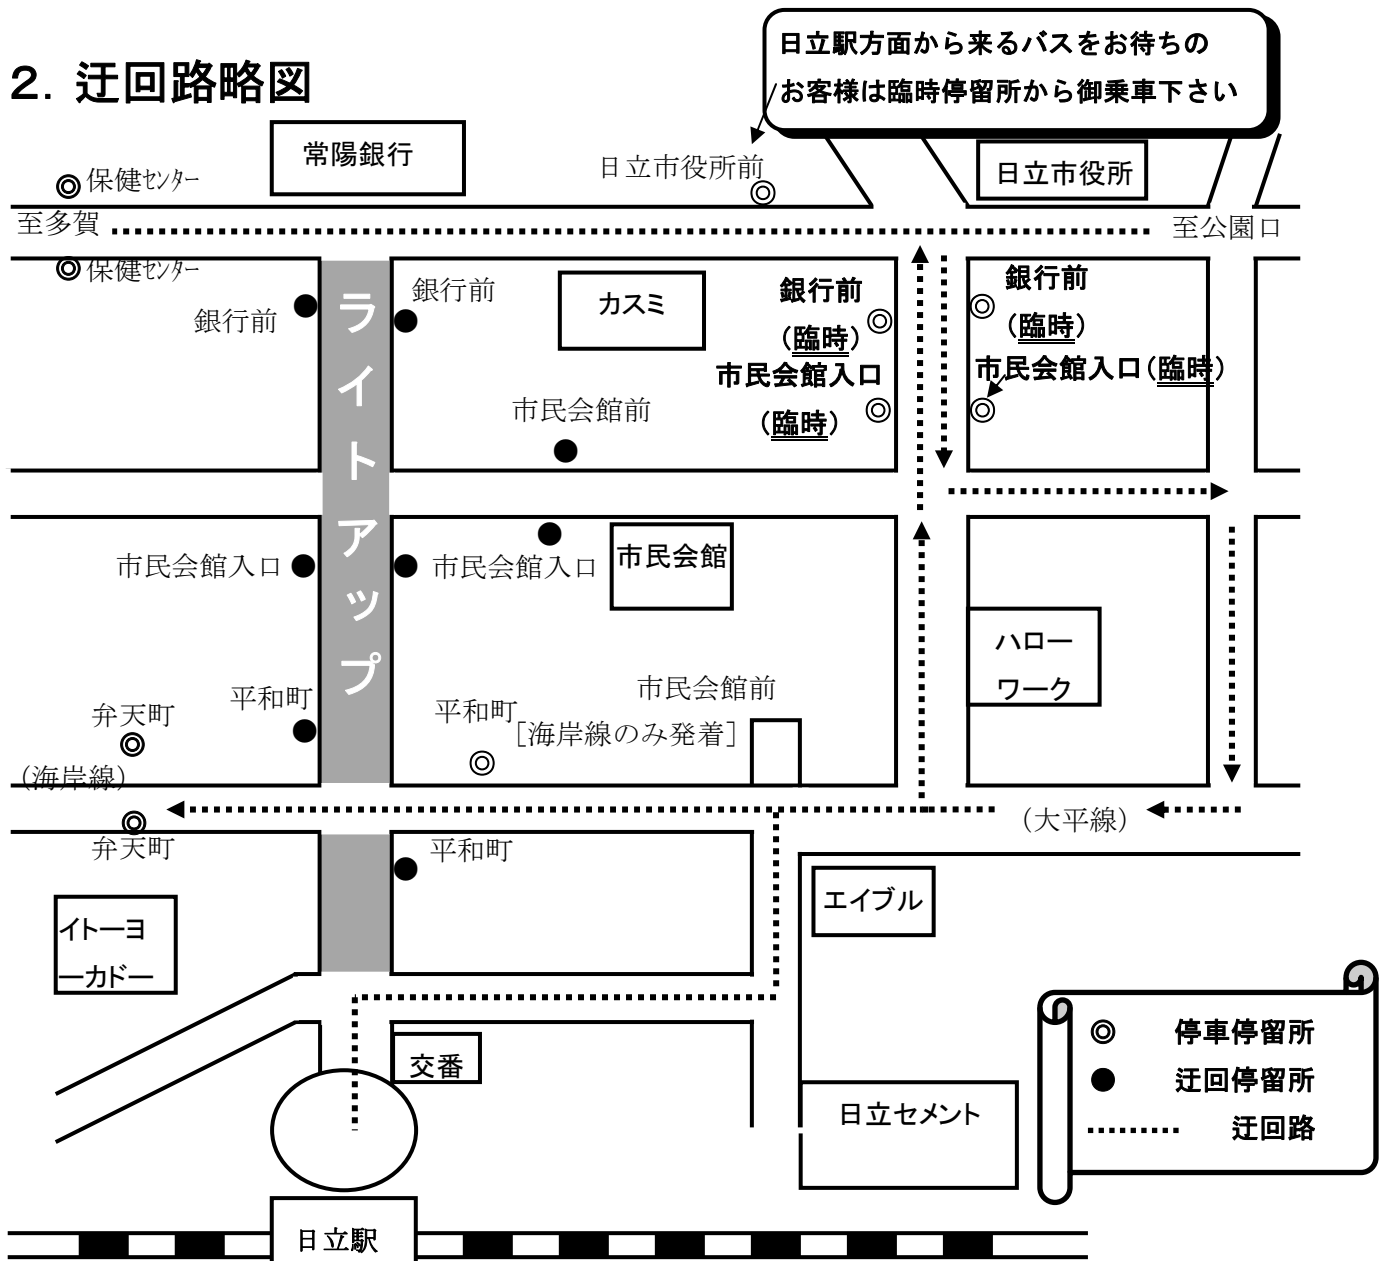 日立駅方面から来るバスをお待ちの
お客様は臨時停留所から御乗車下さい
２．迂回路略図
常陽銀行
日立市役所前
日立市役所
保健ｾﾝﾀｰ
至多賀
至公園口
保健ｾﾝﾀｰ
銀行前
銀行前
カスミ
銀行前
（臨時）
銀行前
（臨時）
市民会館入口
（臨時）
市民会館入口（臨時）
市民会館前
ライトアップ
市民会館入口
市民会館入口
市民会館
ハロー
ワーク
市民会館前
［海岸線のみ発着］
平和町
平和町
弁天町
（海岸線）
（大平線）
弁天町
平和町
エイブル
イトーヨ
ーカドー
交番
日立セメント
停車停留所
迂回停留所
迂回路
日立駅